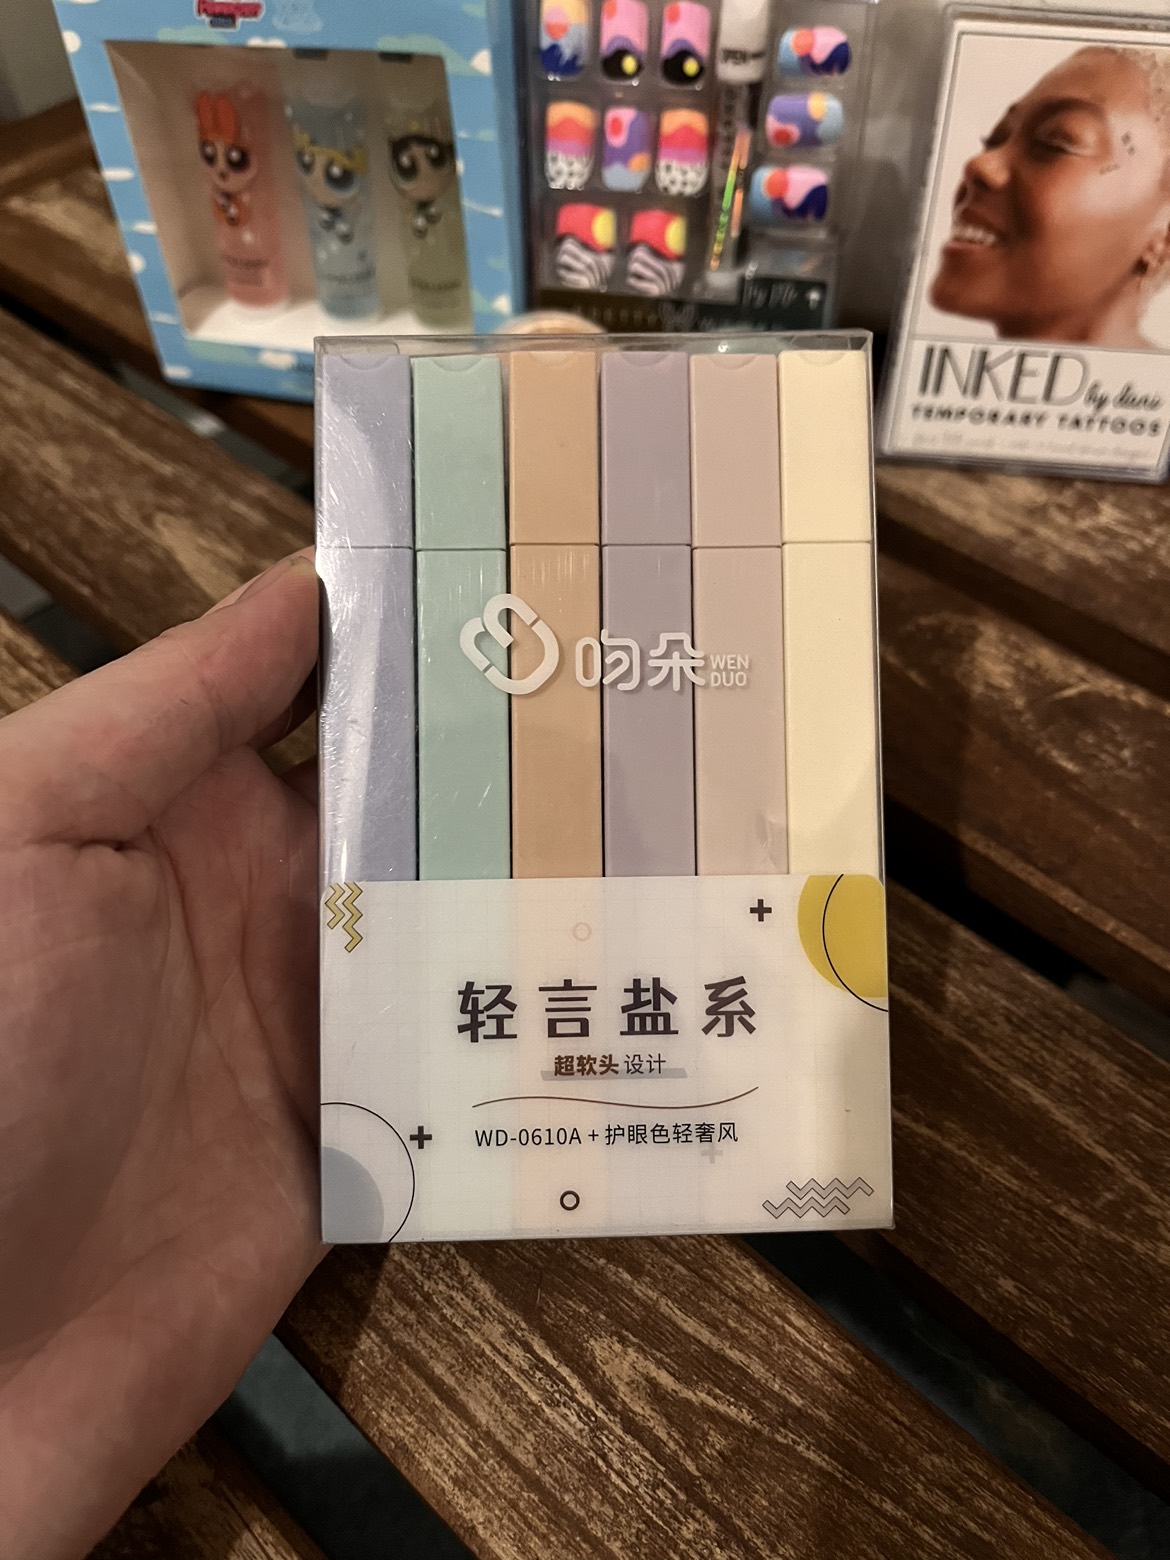 OPEN
INKED by dani
TEMPORARY TATTOOS
吻朵 WEN
DUO
轻言盐系
超软头设计
WD-0610A + 护眼色轻奢风